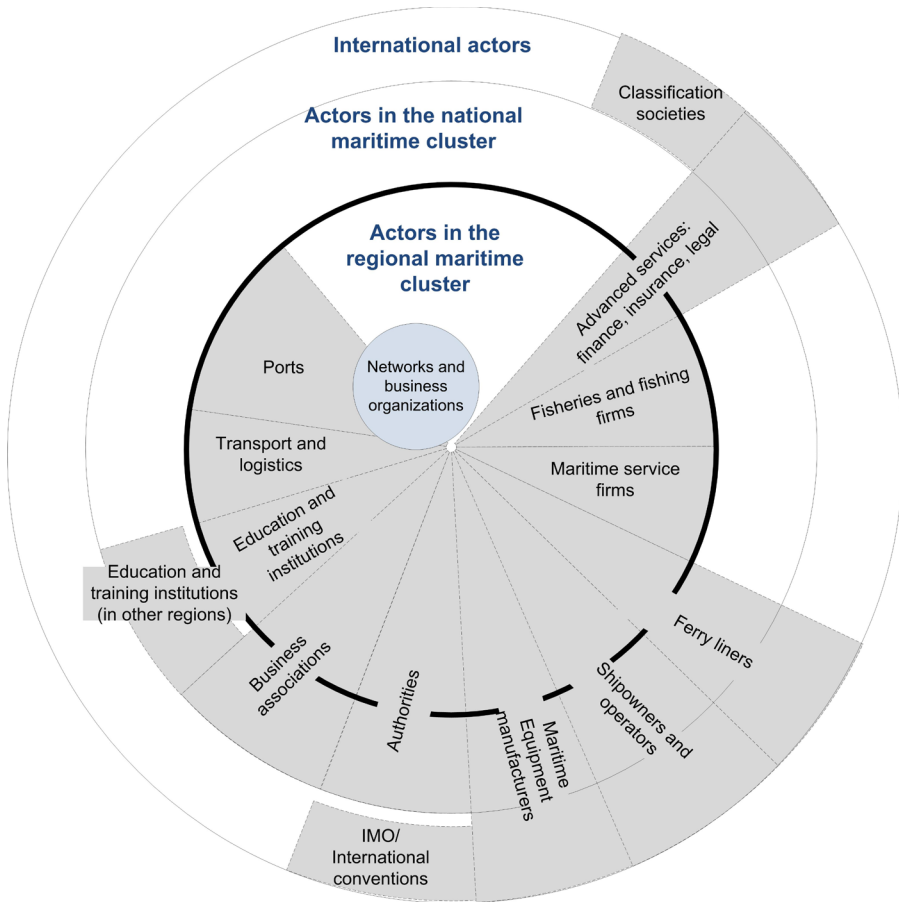 International actors
Classification
societies
Actors in the national
maritime cluster
Actors in the
regional maritime
cluster
Advanced services:
finance, insurance, legal
Ports
Networks and
business
organizations
Fisheries and fishing
firms
Transport and
logistics
Maritime service
firms
Education and
training
institutions
Education and
training institutions
(in other regions)
Ferry liners
Business
associations
Authorities
Shipowners and
operators
Maritime
Equipment
manufacturers
IMO/
International
conventions